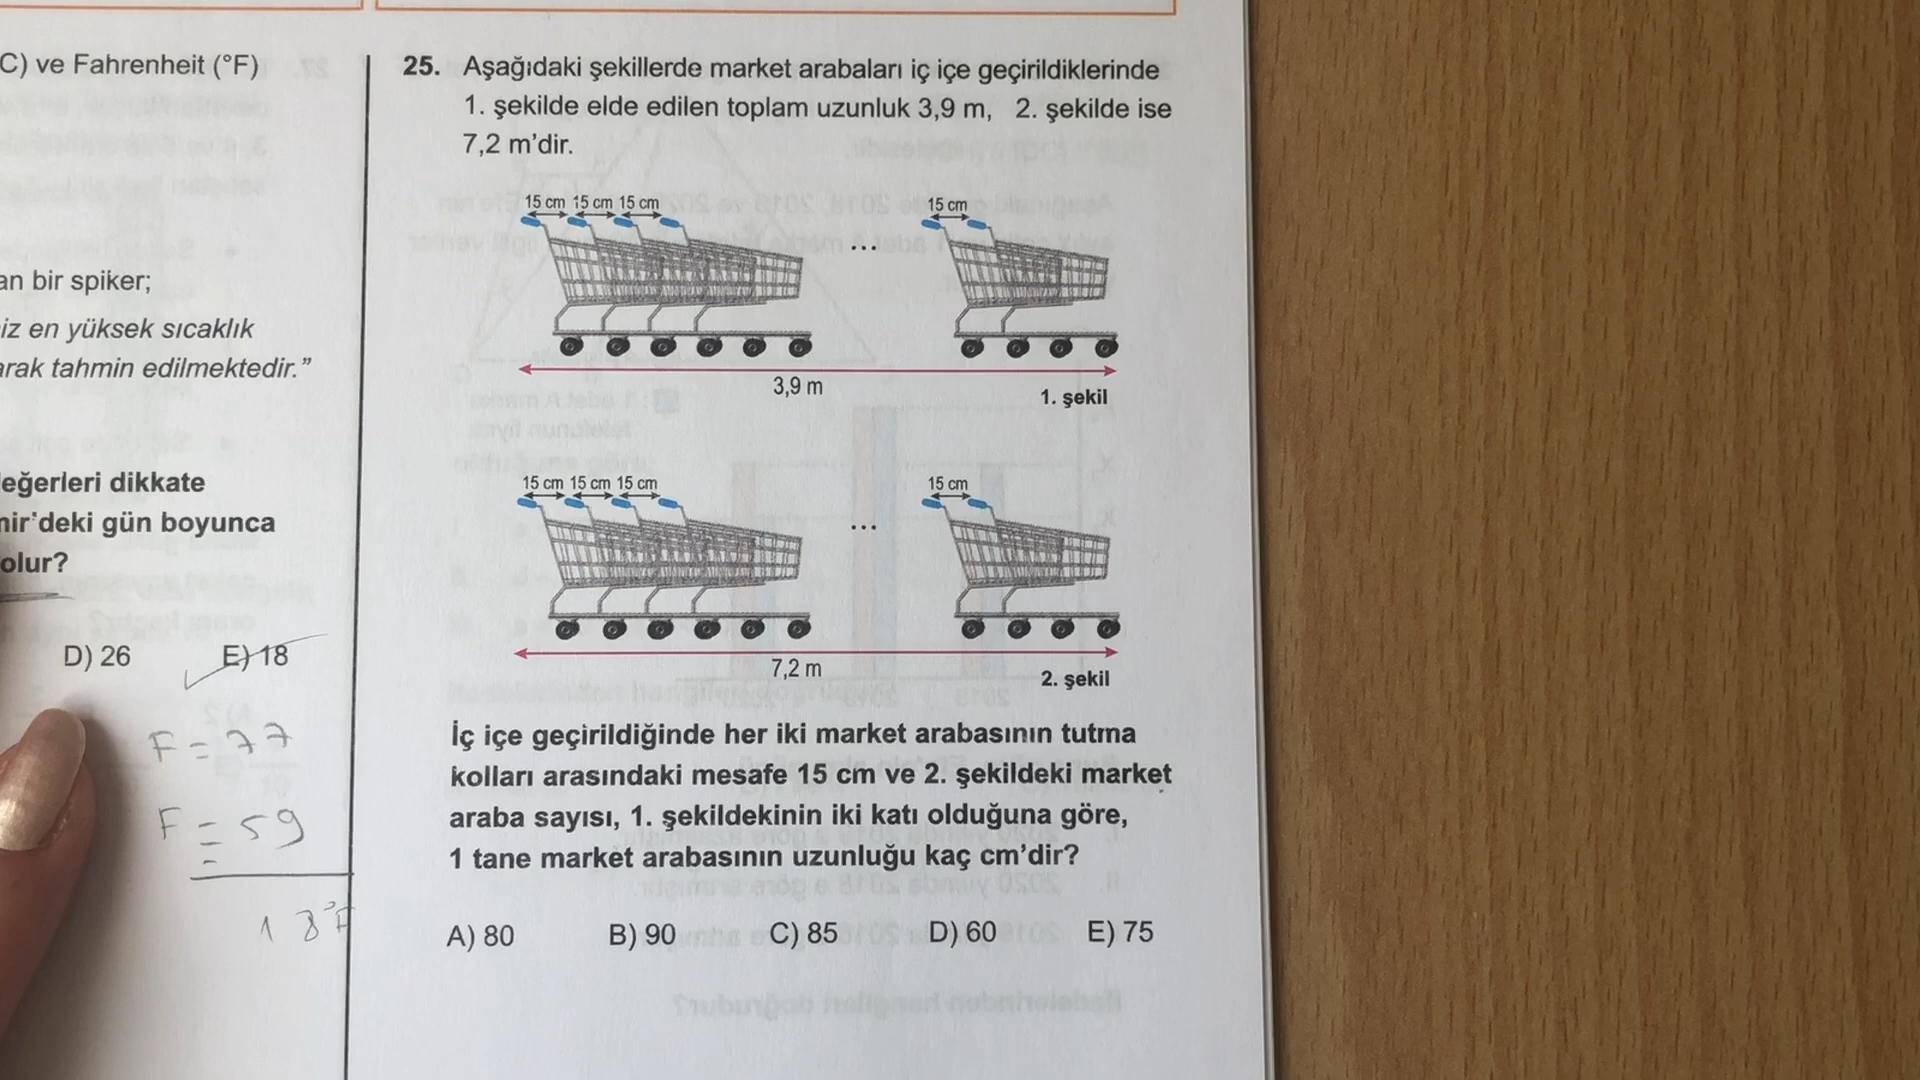 C) ve Fahrenheit (°F)
an bir spiker;
iz en yüksek sıcaklık
arak tahmin edilmektedir."
eğerleri dikkate
mir'deki gün boyunca
olur?
D) 26 E) 18
F = 77
F = 59
18°F
25. Aşağıdaki şekillerde market arabaları iç içe geçirildiklerinde
1. şekilde elde edilen toplam uzunluk 3,9 m, 2. şekilde ise
7,2 m'dir.
15 cm 15 cm 15 cm 15 cm
...
3,9 m
1. şekil
15 cm 15 cm 15 cm 15 cm
...
7,2 m
2. şekil
İç içe geçirildiğinde her iki market arabasının tutma
kolları arasındaki mesafe 15 cm ve 2. şekildeki market
araba sayısı, 1. şekildekinin iki katı olduğuna göre,
1 tane market arabasının uzunluğu kaç cm'dir?
A) 80 B) 90 C) 85 D) 60 E) 75